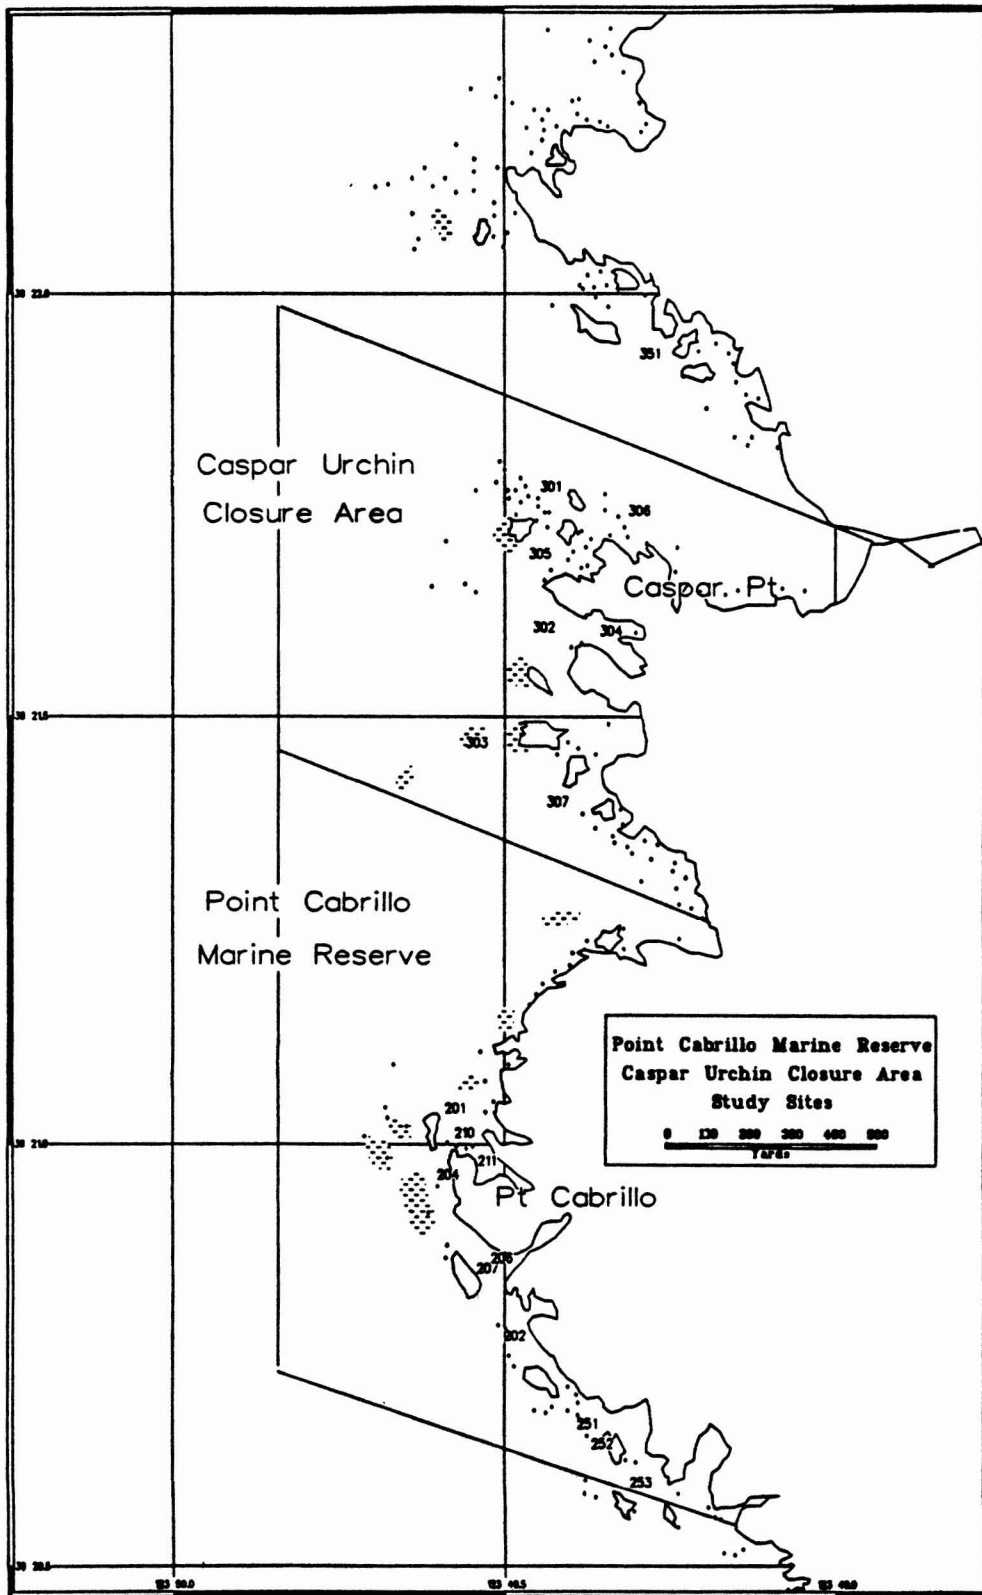 351
Caspar Urchin
Closure Area
301
306
305
Caspar Pt
302
304
303
307
Point Cabrillo
Marine Reserve
Point Cabrillo Marine Reserve
Caspar Urchin Closure Area
Study Sites
Yards
201
210
211
204
Pt Cabrillo
206
207
202
251
252
253